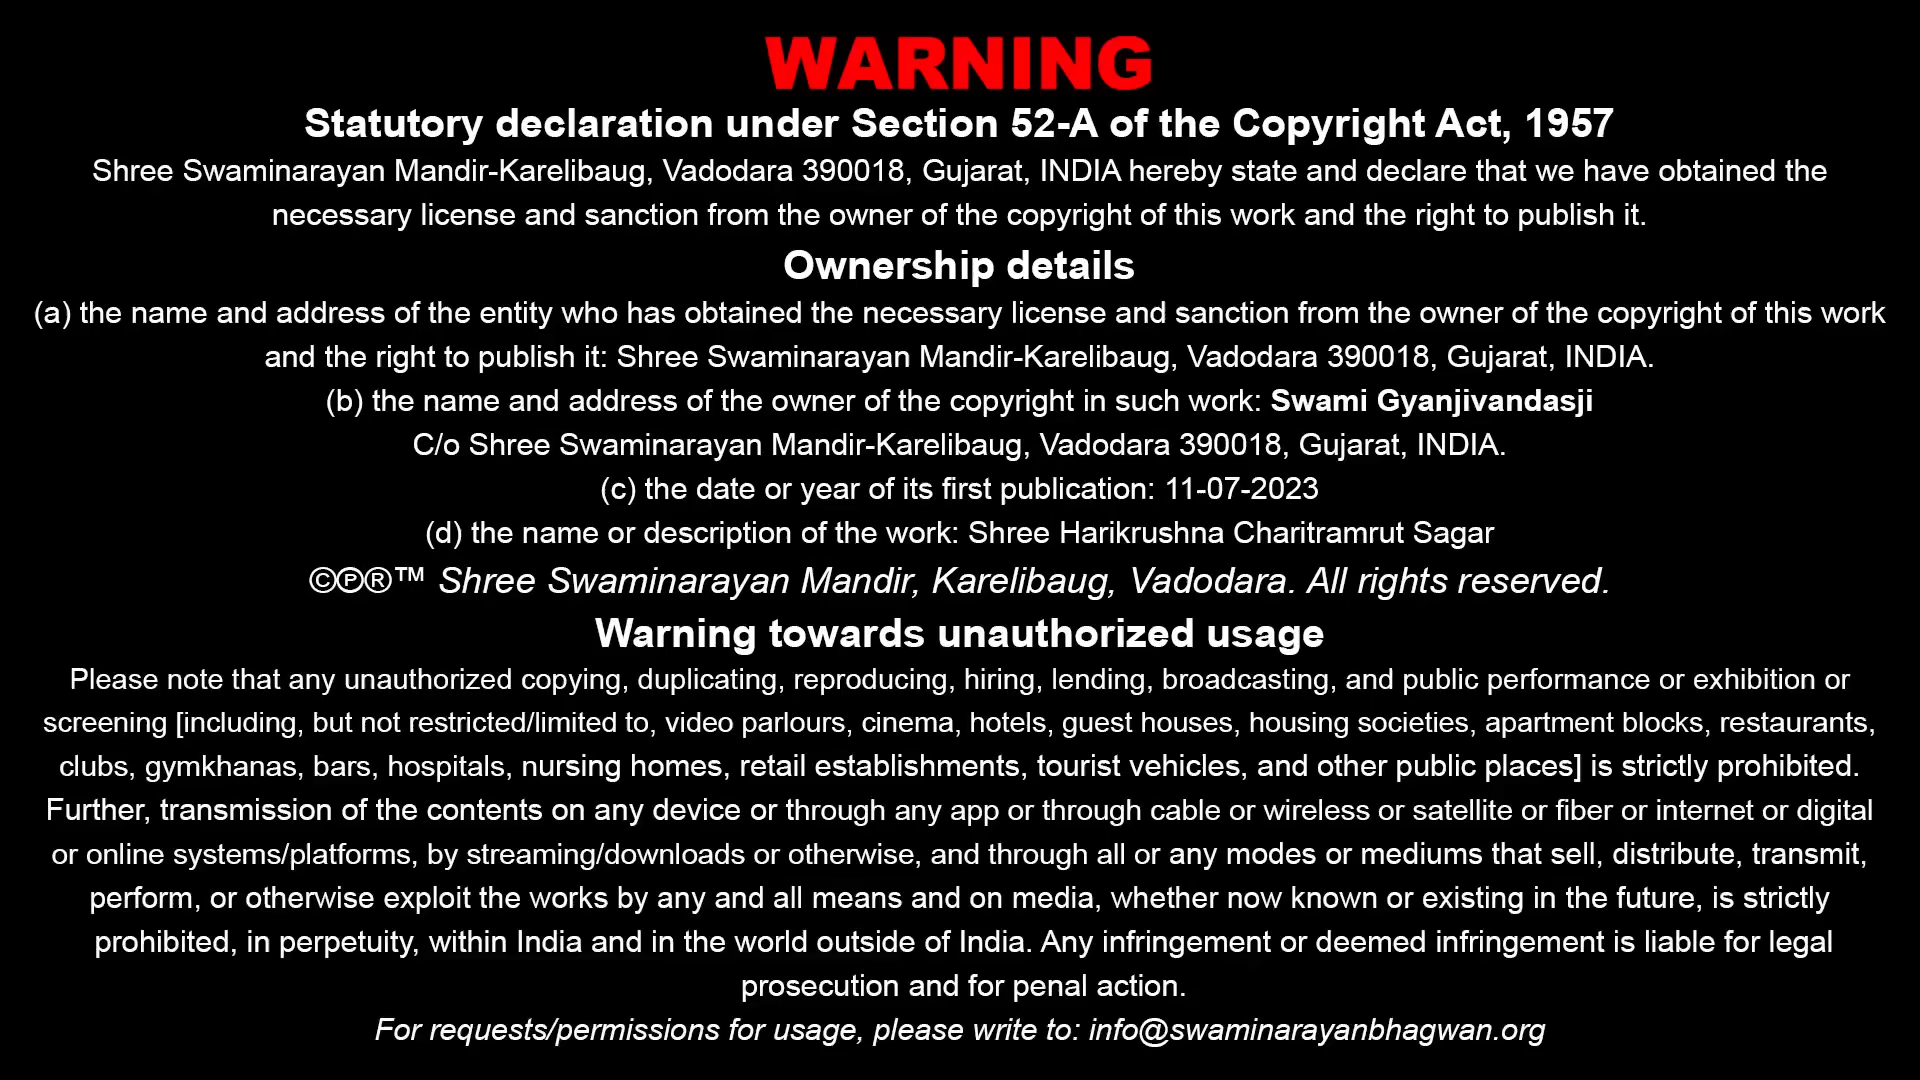 WARNING
Statutory declaration under Section 52-A of the Copyright Act, 1957
Shree Swaminarayan Mandir-Karelibaug, Vadodara 390018, Gujarat, INDIA hereby state and declare that we have obtained the
necessary license and sanction from the owner of the copyright of this work and the right to publish it.
Ownership details
(a) the name and address of the entity who has obtained the necessary license and sanction from the owner of the copyright of this work
and the right to publish it: Shree Swaminarayan Mandir-Karelibaug, Vadodara 390018, Gujarat, INDIA.
(b) the name and address of the owner of the copyright in such work: Swami Gyanjivandasji
C/o Shree Swaminarayan Mandir-Karelibaug, Vadodara 390018, Gujarat, INDIA.
(c) the date or year of its first publication: 11-07-2023
(d) the name or description of the work: Shree Harikrushna Charitramrut Sagar
©℗®™ Shree Swaminarayan Mandir, Karelibaug, Vadodara. All rights reserved.
Warning towards unauthorized usage
Please note that any unauthorized copying, duplicating, reproducing, hiring, lending, broadcasting, and public performance or exhibition or
screening [including, but not restricted/limited to, video parlours, cinema, hotels, guest houses, housing societies, apartment blocks, restaurants,
clubs, gymkhanas, bars, hospitals, nursing homes, retail establishments, tourist vehicles, and other public places] is strictly prohibited.
Further, transmission of the contents on any device or through any app or through cable or wireless or satellite or fiber or internet or digital
or online systems/platforms, by streaming/downloads or otherwise, and through all or any modes or mediums that sell, distribute, transmit,
perform, or otherwise exploit the works by any and all means and on media, whether now known or existing in the future, is strictly
prohibited, in perpetuity, within India and in the world outside of India. Any infringement or deemed infringement is liable for legal
prosecution and for penal action.
For requests/permissions for usage, please write to: info@swaminarayanbhagwan.org